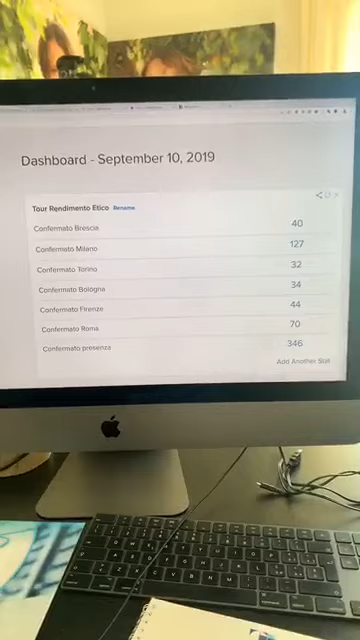 Dashboard - September 10, 2019
Tour Rendimento Etico Rename
Confermato Brescia 40
Confermato Milano 127
Confermato Torino 32
Confermato Bologna 34
Confermato Firenze 44
Confermato Roma 70
Confermato presenza 346
Add Another Stat